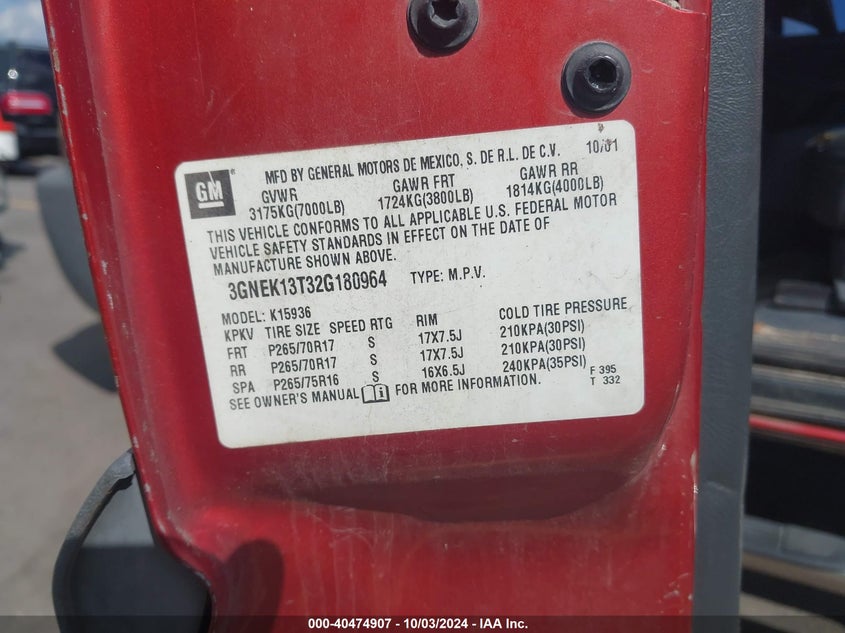 MFD BY GENERAL MOTORS DE MEXICO, S. DE R.L. DE C.V. 10/01
GM GVWR GAWR FRT GAWR RR
3175KG(7000LB) 1724KG(3800LB) 1814KG(4000LB)
THIS VEHICLE CONFORMS TO ALL APPLICABLE U.S. FEDERAL MOTOR
VEHICLE SAFETY STANDARDS IN EFFECT ON THE DATE OF
MANUFACTURE SHOWN ABOVE.
3GNEK13T32G180964 TYPE: M.P.V.
MODEL: K15936
KPKV TIRE SIZE SPEED RTG RIM COLD TIRE PRESSURE
FRT P265/70R17 S 17X7.5J 210KPA(30PSI)
RR P265/70R17 S 17X7.5J 210KPA(30PSI)
SPA P265/75R16 S 16X6.5J 240KPA(35PSI)
SEE OWNER'S MANUAL FOR MORE INFORMATION.
F 395
T 332
000-40474907 - 10/03/2024 - IAA Inc.